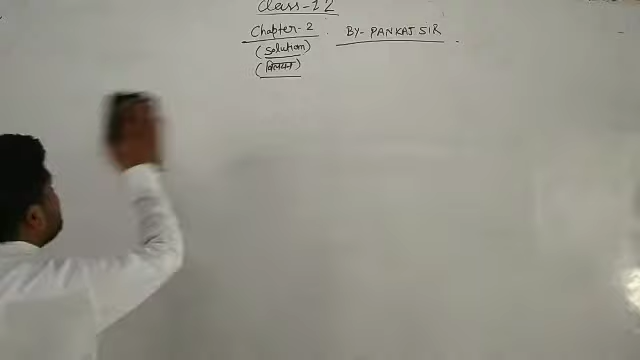 Class-12
Chapter-2 BY- PANKAJ SIR
(Solution)
(विलयन)